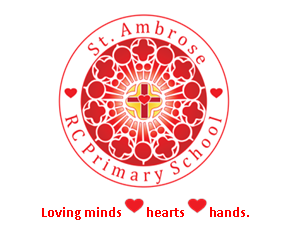 St. Ambrose
RC Primary School
Loving minds hearts hands.